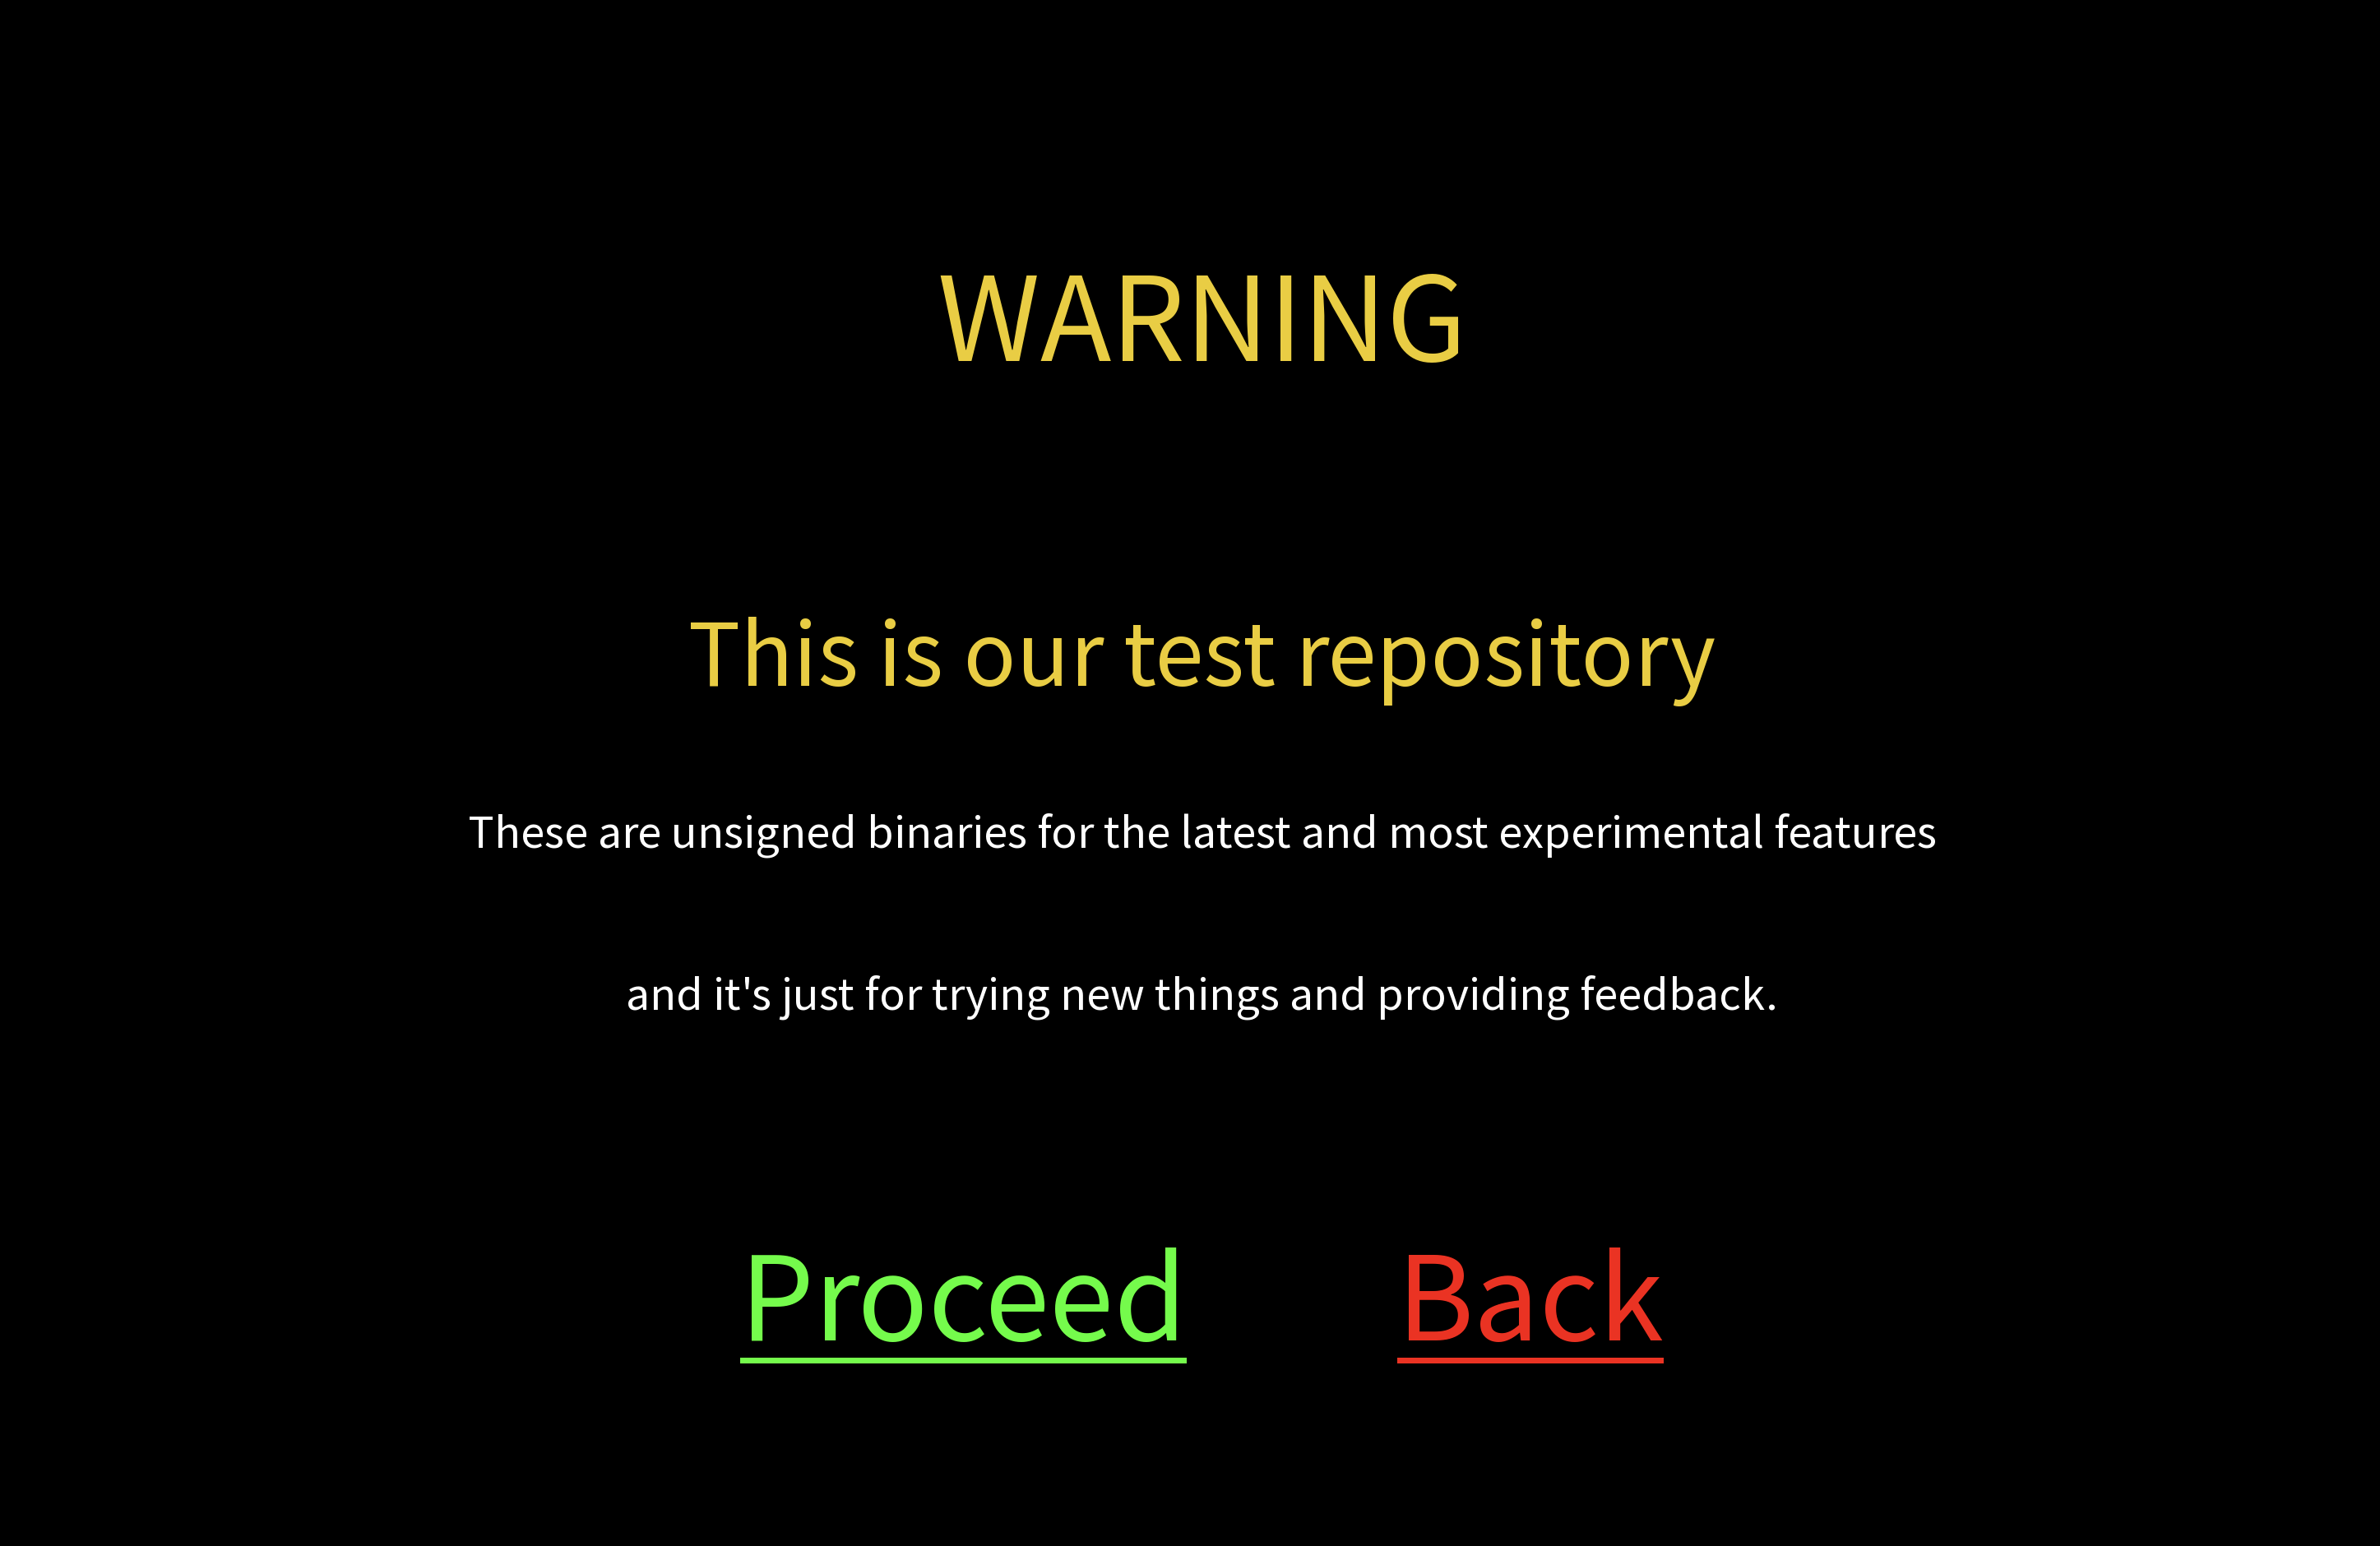 WARNING
This is our test repository
These are unsigned binaries for the latest and most experimental features
and it's just for trying new things and providing feedback.
Proceed Back